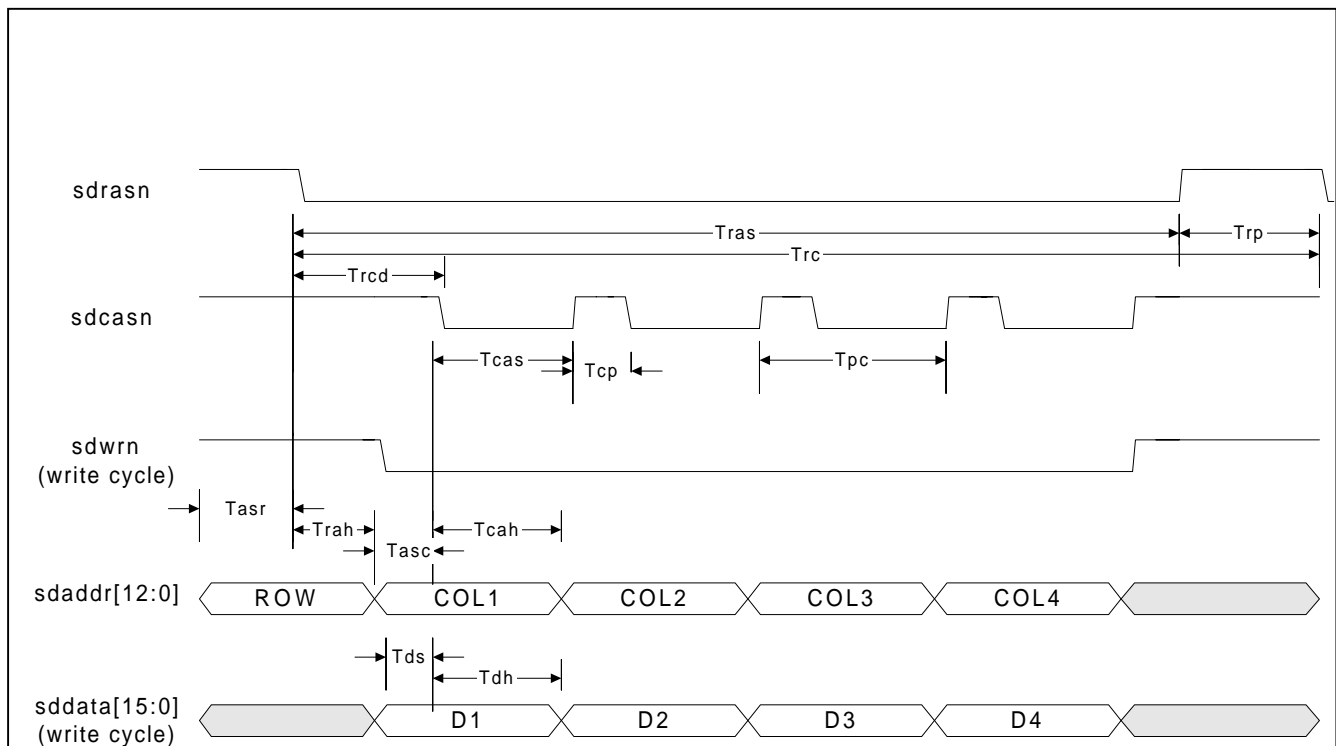 sdrasn
Tras
Trp
Trc
Trcd
sdcasn
Tcas
Tcp
Tpc
sdwrn
(write cycle)
Tasr
Trah
Tcah
Tasc
sdaddr[12:0]
ROW
COL1
COL2
COL3
COL4
Tds
Tdh
sddata[15:0]
(write cycle)
D1
D2
D3
D4